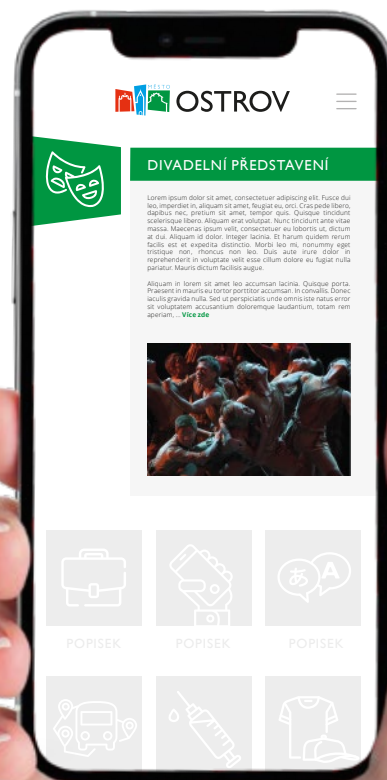 MĚSTO
OSTROV
DIVADELNÍ PŘEDSTAVENÍ
Lorem ipsum dolor sit amet, consectetuer adipiscing elit. Fusce dui
leo, imperdiet in, aliquam sit amet, feugiat eu, orci. Cras pede libero,
dapibus nec, pretium sit amet, tempor quis. Quisque tincidunt
scelerisque libero. Aliquam erat volutpat. Nunc tincidunt ante vitae
massa. Maecenas ipsum velit, consectetuer eu lobortis ut, dictum
at dui. Aliquam id dolor. Integer lacinia. Et harum quidem rerum
facilis est et expedita distinctio. Morbi leo mi, nonummy eget
tristique non, rhoncus non leo. Duis aute irure dolor in
reprehenderit in voluptate velit esse cillum dolore eu fugiat nulla
pariatur. Mauris dictum facilisis augue.
Aliquam in lorem sit amet leo accumsan lacinia. Quisque porta.
Praesent in mauris eu tortor porttitor accumsan. In convallis. Donec
iaculis gravida nulla. Sed ut perspiciatis unde omnis iste natus error
sit voluptatem accusantium doloremque laudantium, totam rem
aperiam, ... Více zde
あ A
POPISEK POPISEK POPISEK